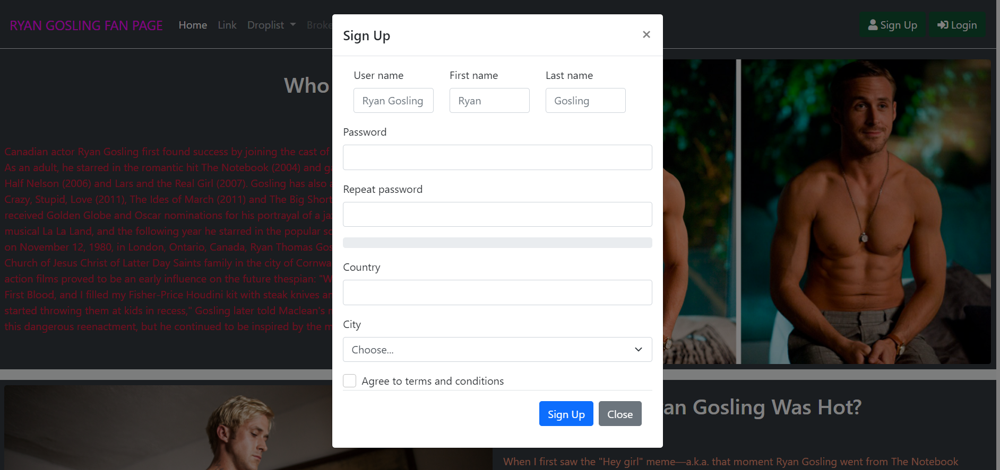 RYAN GOSLING FAN PAGE Home Link Droplist Broke
Sign Up Login
Sign Up ×
User name First name Last name
Ryan Gosling Ryan Gosling
Password
Repeat password
Country
City
Choose...
Agree to terms and conditions
Sign Up Close
Who
Canadian actor Ryan Gosling first found success by joining the cast of
As an adult, he starred in the romantic hit The Notebook (2004) and
Half Nelson (2006) and Lars and the Real Girl (2007). Gosling has also
Crazy, Stupid, Love (2011), The Ides of March (2011) and The Big Short
received Golden Globe and Oscar nominations for his portrayal of a
musical La La Land, and the following year he starred in the popular
on November 12, 1980, in London, Ontario, Canada, Ryan Thomas Gos
Church of Jesus Christ of Latter Day Saints family in the city of Cornwa
action films proved to be an early influence on the future thespian: "W
First Blood, and I filled my Fisher-Price Houdini kit with steak knives
started throwing them at kids in recess," Gosling later told Maclean's
this dangerous reenactment, but he continued to be inspired by the
an Gosling Was Hot?
When I first saw the "Hey girl" meme—a.k.a. that moment Ryan Gosling went from The Notebook